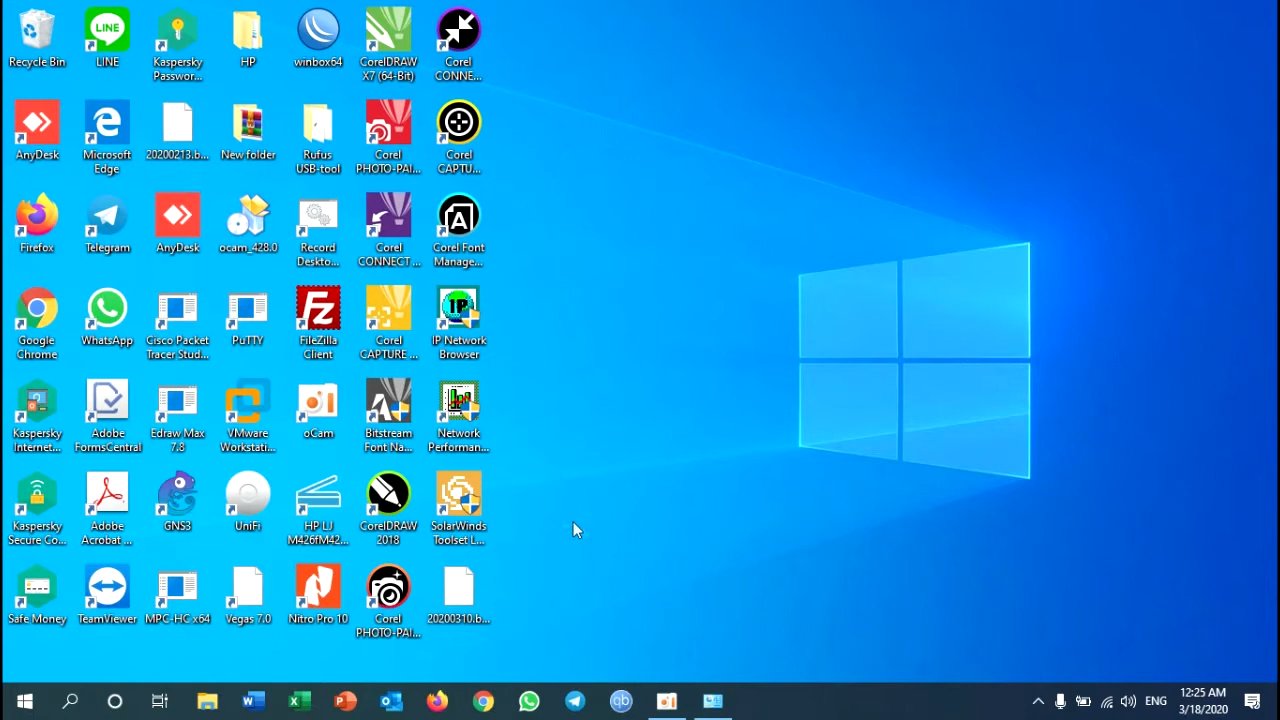 LINE
IP
Recycle Bin
LINE
Kaspersky
Passwor...
HP
winbox64
CorelDRAW
X7 (64-Bit)
Corel
CONNE...
AnyDesk
Microsoft
Edge
20200213.b...
New folder
Rufus
USB-tool
Corel
PHOTO-PAI...
Corel
CAPTU...
Firefox
Telegram
AnyDesk
ocam_428.0
Record
Deskto...
Corel
CONNECT ...
Corel Font
Manage...
Google
Chrome
WhatsApp
Cisco Packet
Tracer Stud...
PuTTY
FileZilla
Client
Corel
CAPTURE ...
IP Network
Browser
Kaspersky
Internet...
Adobe
FormsCentral
Edraw Max
7.8
VMware
Workstati...
oCam
Bitstream
Font Na...
Network
Performan...
Kaspersky
Secure Co...
Adobe
Acrobat ...
GNS3
UniFi
HP LJ
M426fM42...
CorelDRAW
2018
SolarWinds
Toolset L...
Safe Money
TeamViewer
MPC-HC x64
Vegas 7.0
Nitro Pro 10
Corel
PHOTO-PAI...
20200310.b...
qb
ENG
12:25 AM
3/18/2020